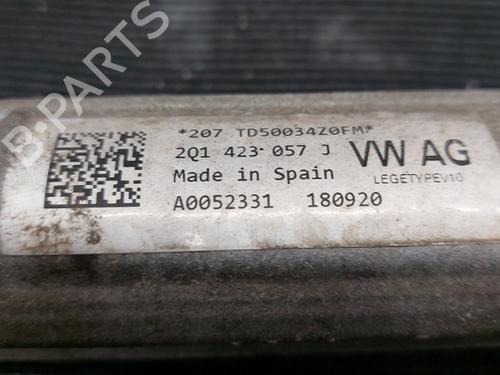 *207 TD50034Z0FM*
2Q1 423 057 J
VW AG
Made in Spain
LEGETYPEV10
A0052331 180920
B-PARTS